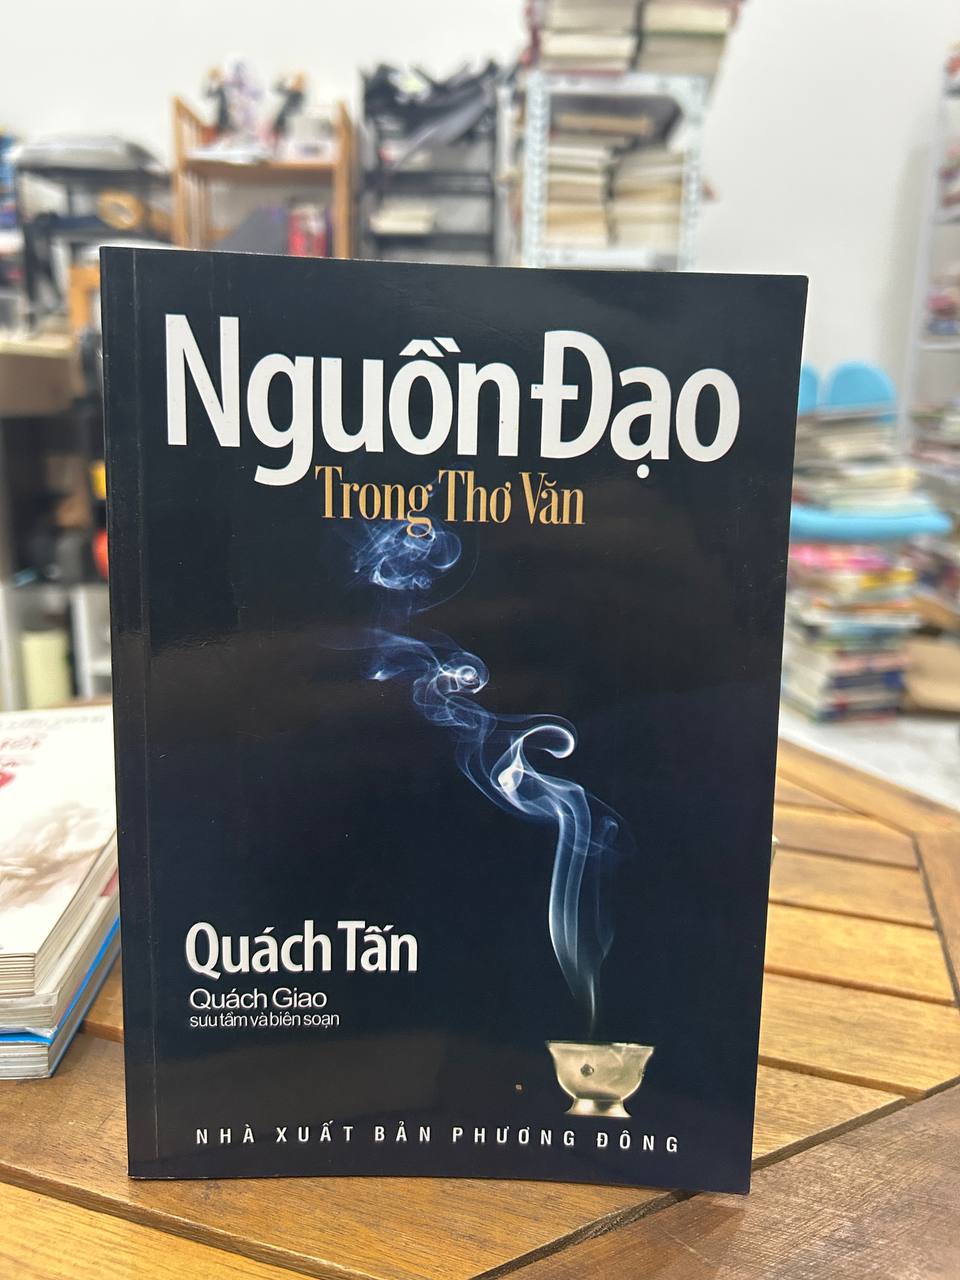 Nguồn Đạo
Trong Thơ Văn
Quách Tấn
Quách Giao
sưu tầm và biên soạn
NHÀ XUẤT BẢN PHƯƠNG ĐÔNG